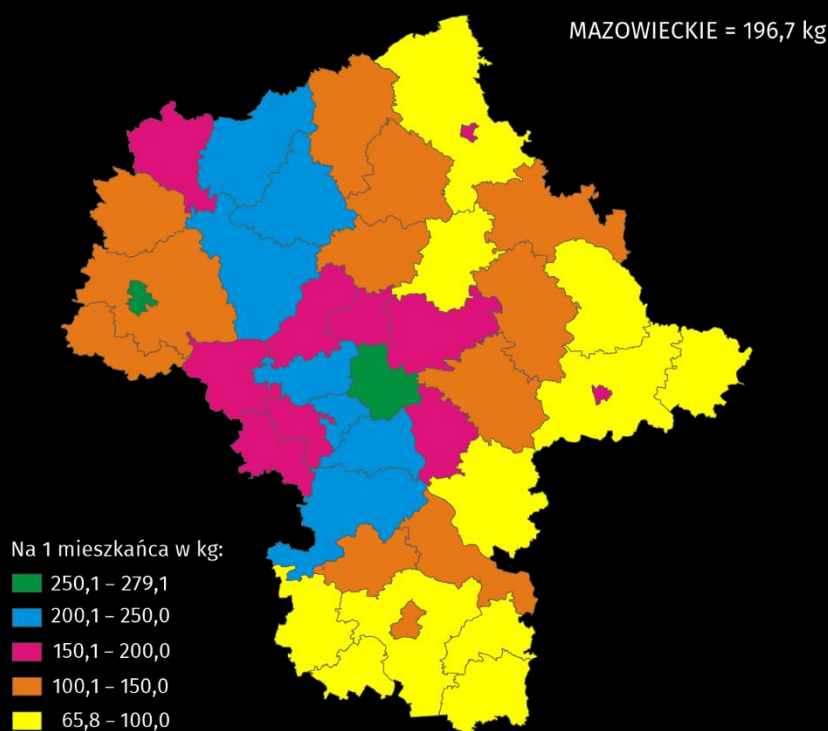 MAZOWIECKIE = 196,7 kg
Na 1 mieszkańca w kg:
250,1 – 279,1
200,1 – 250,0
150,1 – 200,0
100,1 – 150,0
65,8 – 100,0